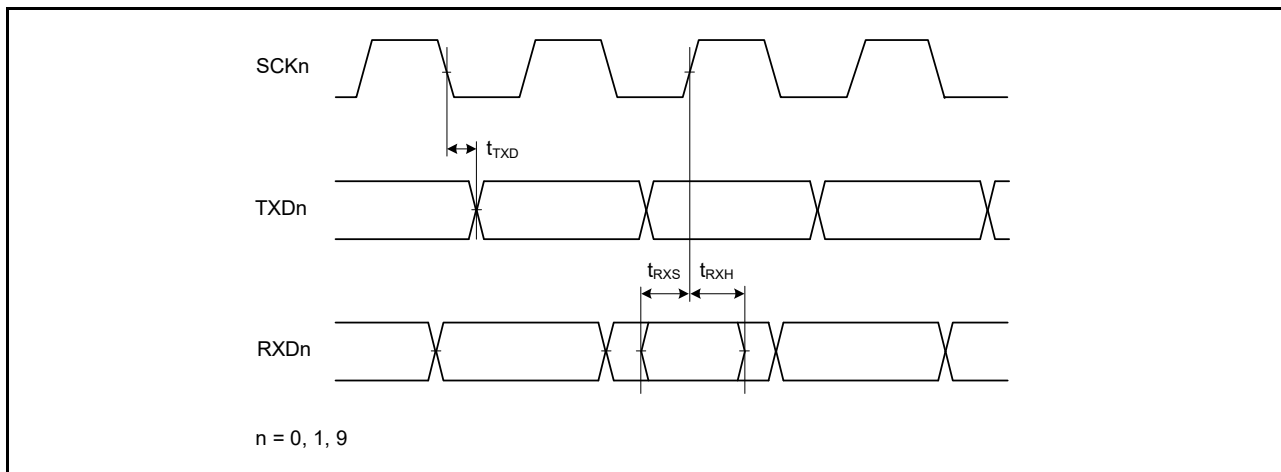 SCKn
tTXD
TXDn
tRXS tRXH
RXDn
n = 0, 1, 9